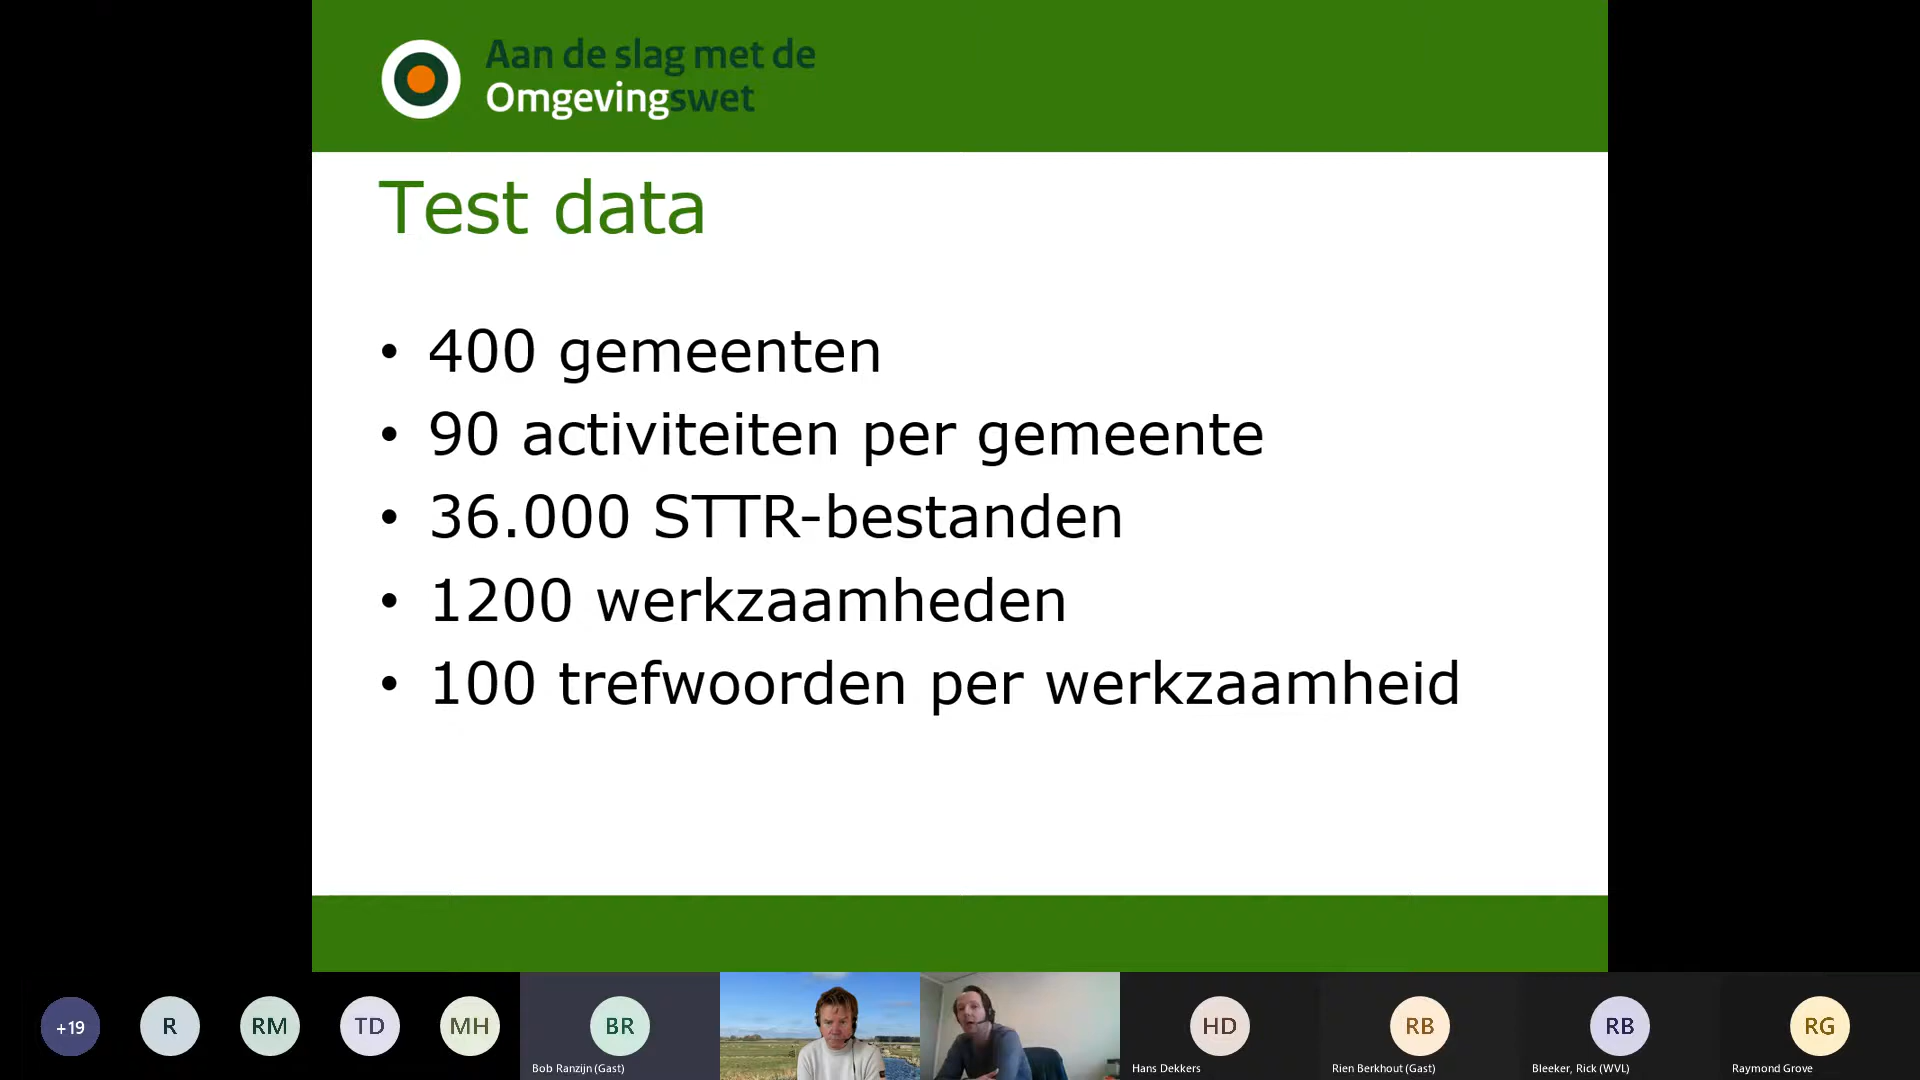 Aan de slag met de
Omgevingswet
Test data
• 400 gemeenten
• 90 activiteiten per gemeente
• 36.000 STTR-bestanden
• 1200 werkzaamheden
• 100 trefwoorden per werkzaamheid
+19
R
RM
TD
MH
BR
HD
RB
RB
RG
Bob Ranzijn (Gast)
Hans Dekkers
Rien Berkhout (Gast)
Bleeker, Rick (WVL)
Raymond Grove